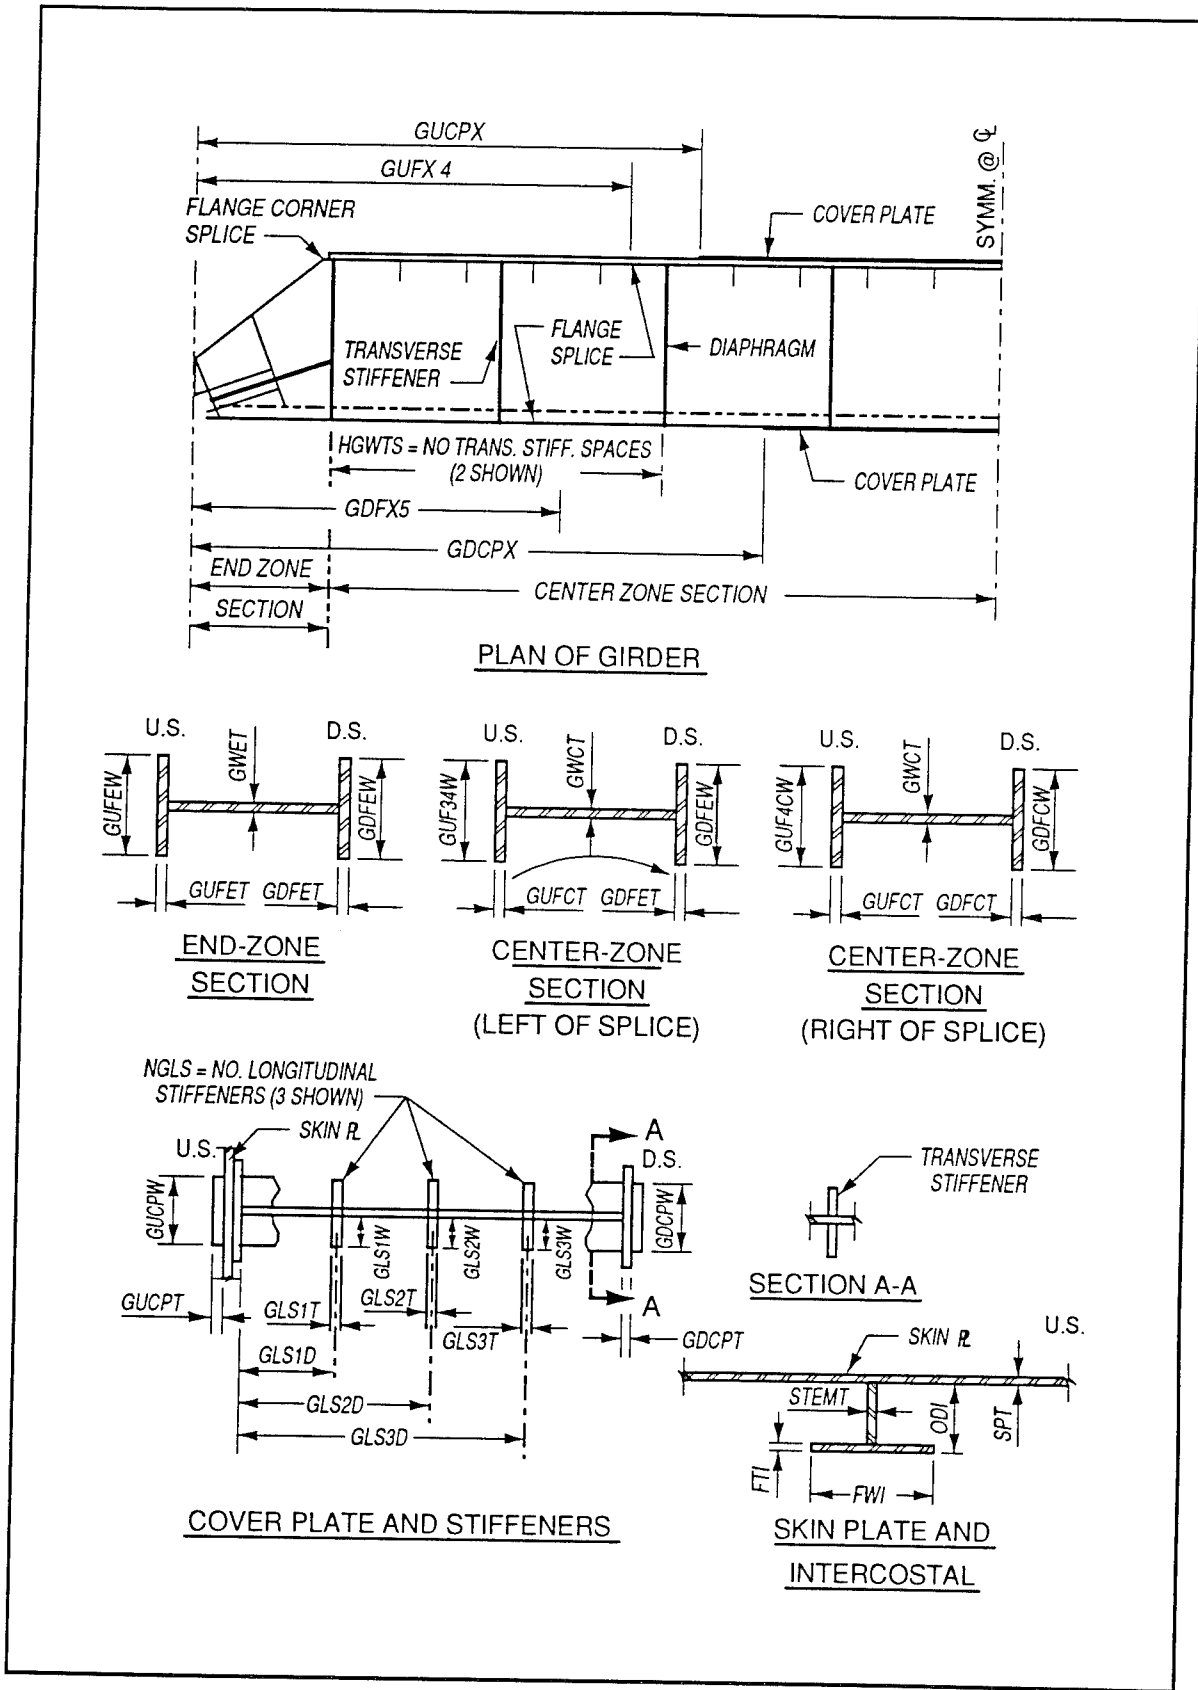 GUCPX
GUFX 4
SYMM. @ ℄
FLANGE CORNER
SPLICE
COVER PLATE
TRANSVERSE
STIFFENER
FLANGE
SPLICE
DIAPHRAGM
HGWTS = NO TRANS. STIFF. SPACES
(2 SHOWN)
COVER PLATE
GDFX5
GDCPX
END ZONE
SECTION
CENTER ZONE SECTION
PLAN OF GIRDER
U.S.
D.S.
GWET
GUFEW
GDFEW
GUFET
GDFET
END-ZONE
SECTION
U.S.
D.S.
GWCT
GUF34W
GDFEW
GUFCT
GDFET
CENTER-ZONE
SECTION
(LEFT OF SPLICE)
U.S.
D.S.
GWCT
GUF4CW
GDFCW
GUFCT
GDFCT
CENTER-ZONE
SECTION
(RIGHT OF SPLICE)
NGLS = NO. LONGITUDINAL
STIFFENERS (3 SHOWN)
SKIN ℞
U.S.
A
D.S.
GUCPW
GLS1W
GLS2W
GLS3W
GDCPW
A
GUCPT
GLS1T
GLS2T
GLS3T
GDCPT
GLS1D
GLS2D
GLS3D
COVER PLATE AND STIFFENERS
TRANSVERSE
STIFFENER
SECTION A-A
SKIN ℞
U.S.
STEMT
ODI
SPT
FTI
FWI
SKIN PLATE AND
INTERCOSTAL